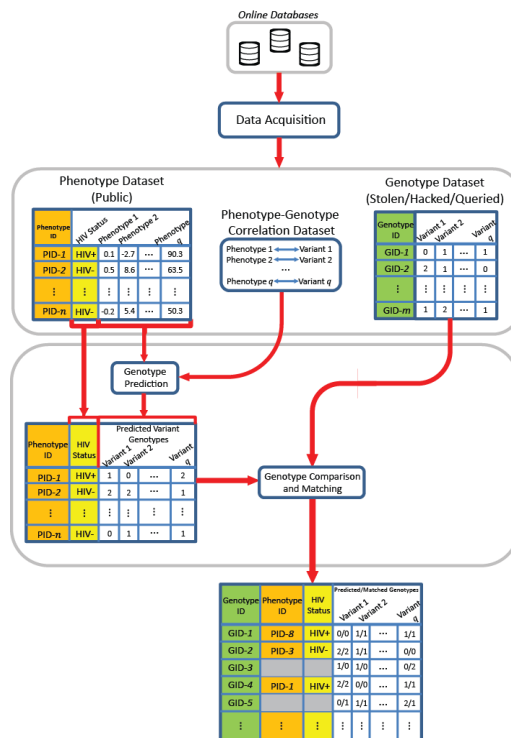 Online Databases
Data Acquisition
Phenotype Dataset
(Public)
Phenotype ID HIV Status Phenotype 1 Phenotype 2 Phenotype q
PID-1 HIV+ 0.1 -2.7 ... 90.3
PID-2 HIV- 0.5 8.6 ... 63.5
⋮ ⋮ ⋮ ⋮ ⋮
PID-n HIV- -0.2 5.4 ... 50.3
Phenotype-Genotype
Correlation Dataset
Phenotype 1 Variant 1
Phenotype 2 Variant 2
...
Phenotype q Variant q
Genotype Dataset
(Stolen/Hacked/Queried)
Genotype ID Variant 1 Variant 2 Variant q
GID-1 0 1 ... 1
GID-2 2 1 ... 0
⋮ ⋮ ⋮ ⋮ ⋮
GID-m 1 2 ... 1
Genotype
Prediction
Predicted Variant
Genotypes
Phenotype ID HIV Status Variant 1 Variant 2 Variant q
PID-1 HIV+ 1 0 ... 2
PID-2 HIV- 2 2 ... 1
⋮ ⋮ ⋮ ⋮ ⋮
PID-n HIV- 0 1 ... 1
Genotype Comparison
and Matching
Predicted/Matched Genotypes
Genotype ID Phenotype ID HIV Status Variant 1 Variant 2 Variant q
GID-1 PID-8 HIV+ 0/0 1/1 ... 1/1
GID-2 PID-3 HIV- 2/2 1/1 ... 0/0
GID-3 1/0 1/0 ... 0/2
GID-4 PID-1 HIV+ 2/2 0/0 ... 1/1
GID-5 0/1 1/1 ... 2/1
⋮ ⋮ ⋮ ⋮ ⋮ ⋮